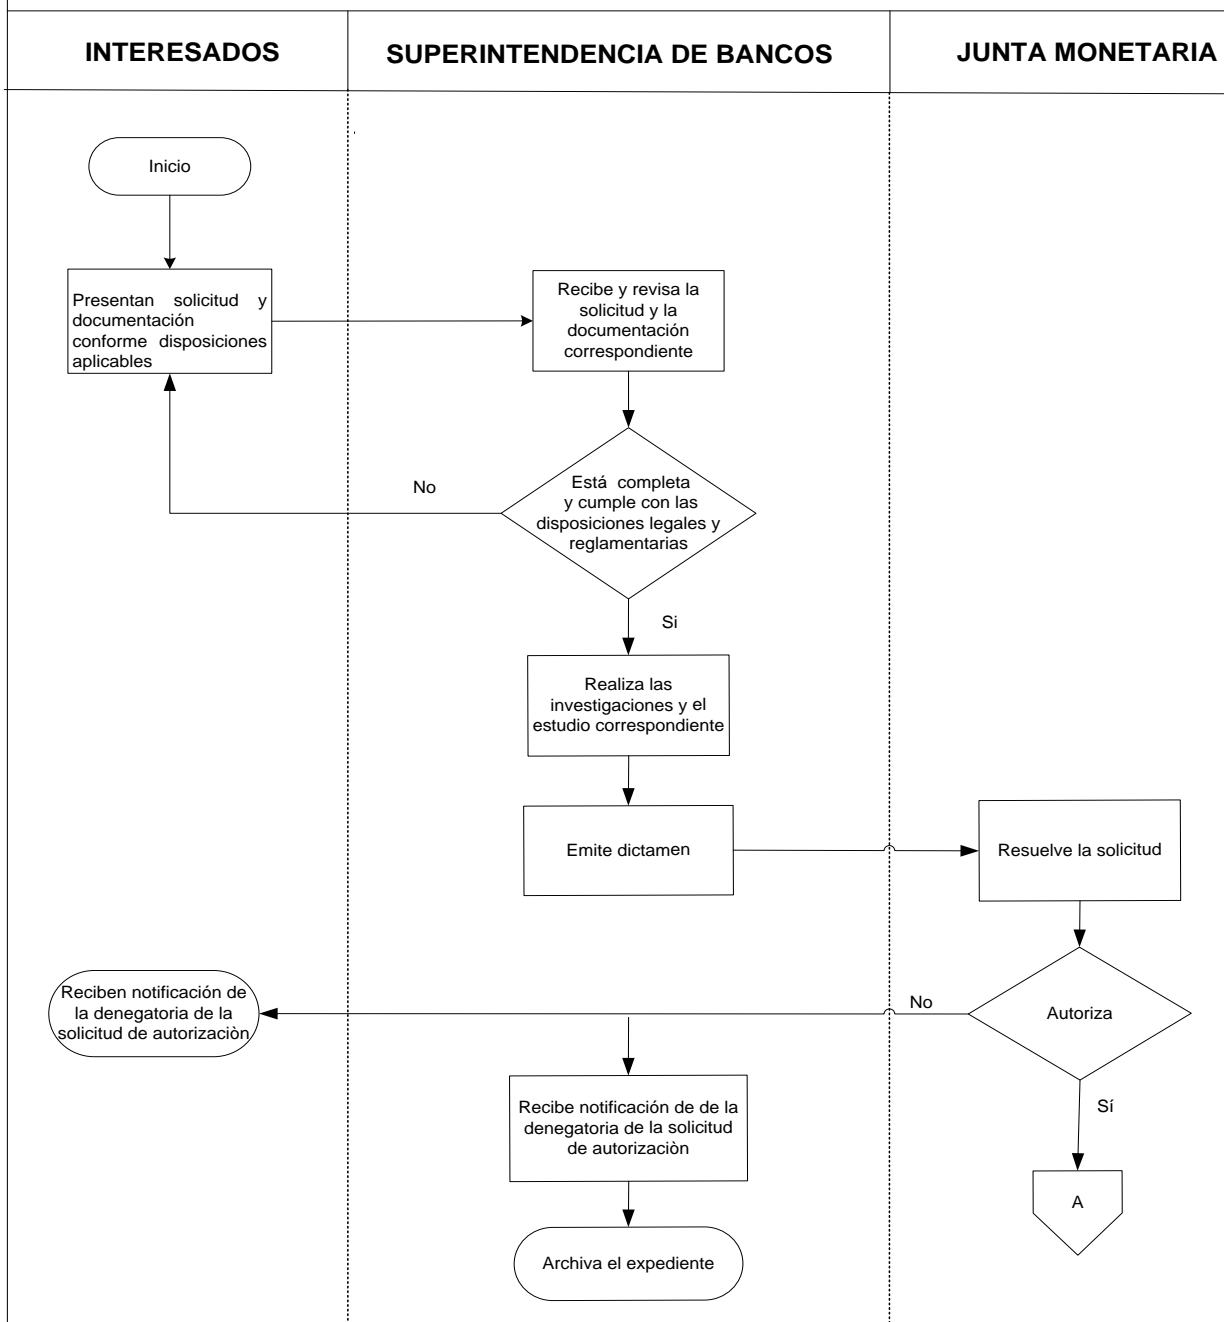 INTERESADOS
SUPERINTENDENCIA DE BANCOS
JUNTA MONETARIA
Inicio
Presentan solicitud y
documentación
conforme disposiciones
aplicables
Recibe y revisa la
solicitud y la
documentación
correspondiente
No
Está completa
y cumple con las
disposiciones legales y
reglamentarias
Si
Realiza las
investigaciones y el
estudio correspondiente
Emite dictamen
Resuelve la solicitud
Reciben notificación de
la denegatoria de la
solicitud de autorizaciòn
No
Autoriza
Recibe notificación de de la
denegatoria de la solicitud
de autorizaciòn
Sí
A
Archiva el expediente